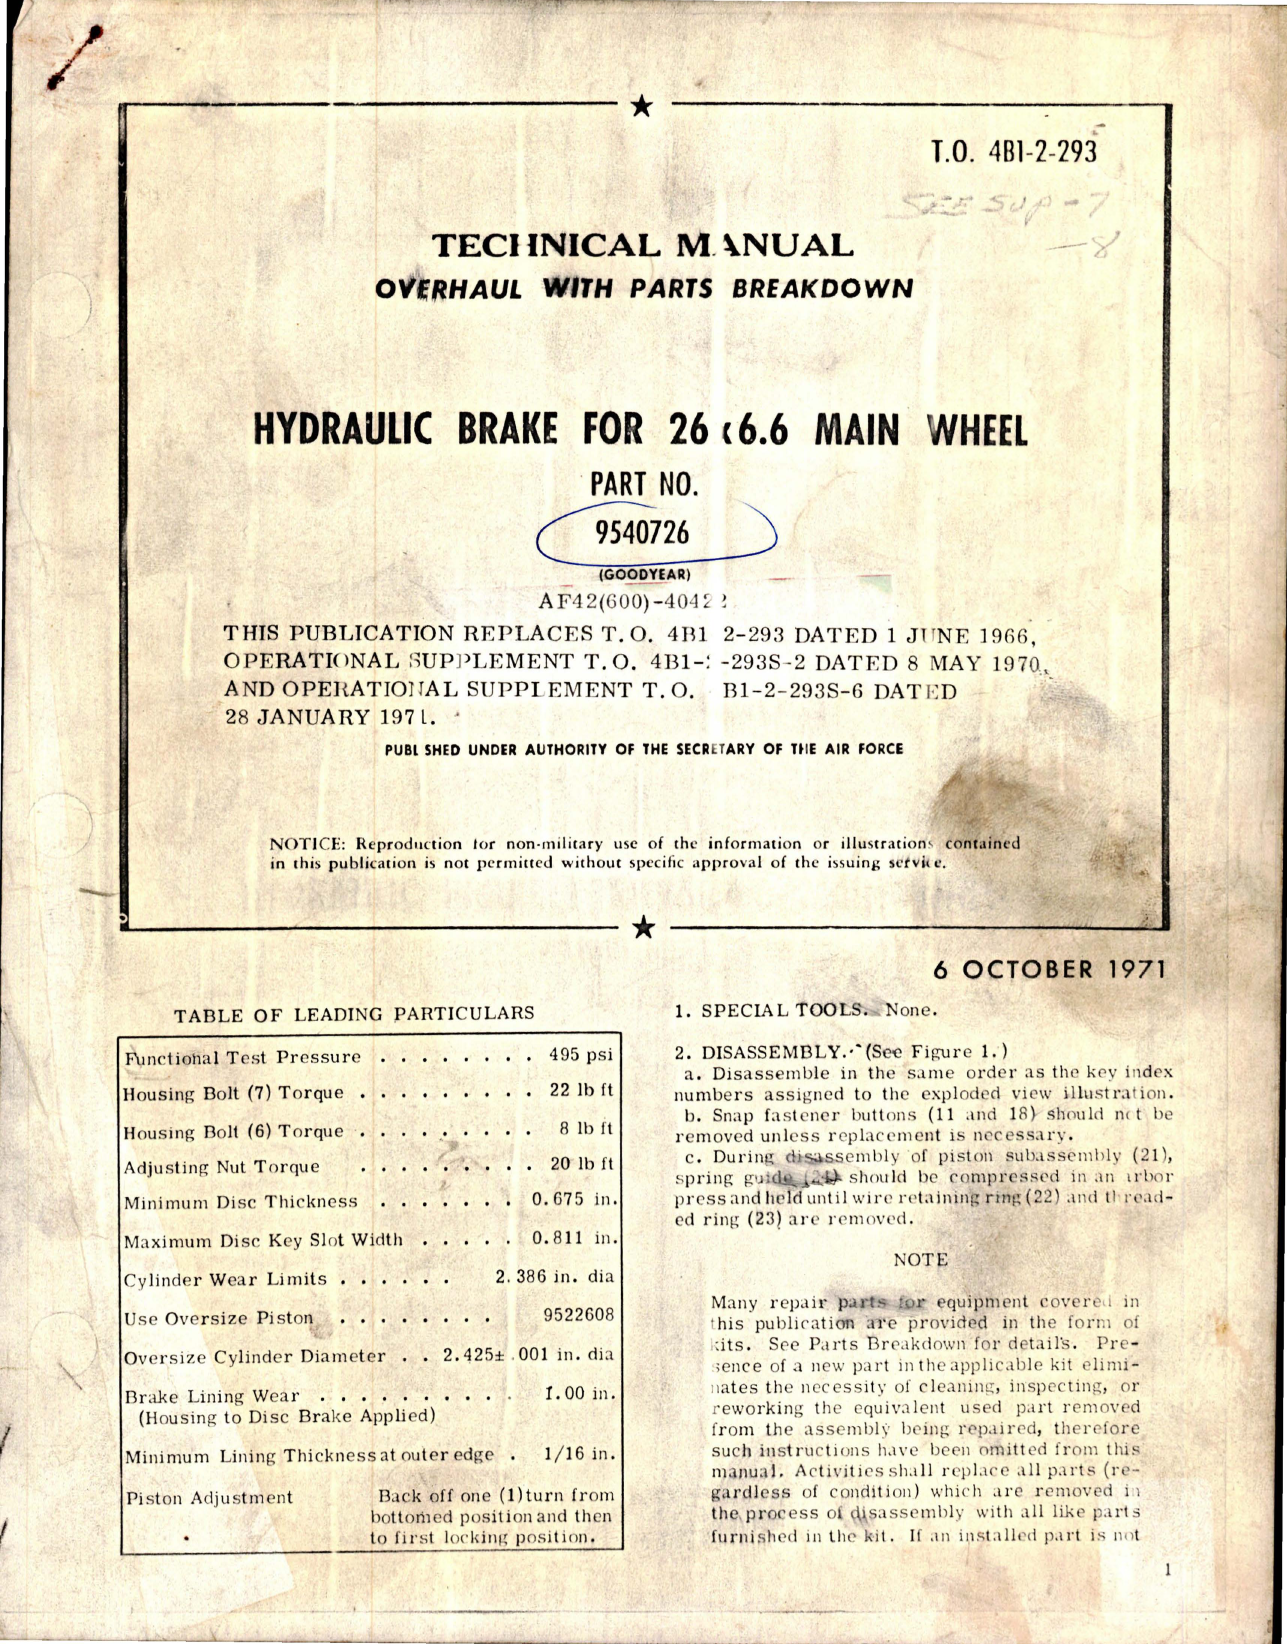 T.O. 4B1-2-293
SEE SUP -7
-8
TECHNICAL MANUAL
OVERHAUL WITH PARTS BREAKDOWN
HYDRAULIC BRAKE FOR 26x6.6 MAIN WHEEL
PART NO.
9540726
(GOODYEAR)
AF42(600)-40422
THIS PUBLICATION REPLACES T.O. 4B1 2-293 DATED 1 JUNE 1966,
OPERATIONAL SUPPLEMENT T.O. 4B1-2-293S-2 DATED 8 MAY 1970,
AND OPERATIONAL SUPPLEMENT T.O. B1-2-293S-6 DATED
28 JANUARY 1971.
PUBLISHED UNDER AUTHORITY OF THE SECRETARY OF THE AIR FORCE
NOTICE: Reproduction for non-military use of the information or illustrations contained
in this publication is not permitted without specific approval of the issuing service.
6 OCTOBER 1971
TABLE OF LEADING PARTICULARS
Functional Test Pressure . . . . . . . . 495 psi
Housing Bolt (7) Torque . . . . . . . . . 22 lb ft
Housing Bolt (6) Torque . . . . . . . . . 8 lb ft
Adjusting Nut Torque . . . . . . . . . 20 lb ft
Minimum Disc Thickness . . . . . . . 0.675 in.
Maximum Disc Key Slot Width . . . . . 0.811 in.
Cylinder Wear Limits . . . . . . 2.386 in. dia
Use Oversize Piston . . . . . . . . 9522608
Oversize Cylinder Diameter . . 2.425± .001 in. dia
Brake Lining Wear . . . . . . . . . . 1.00 in.
(Housing to Disc Brake Applied)
Minimum Lining Thickness at outer edge . 1/16 in.
Piston Adjustment Back off one (1) turn from
bottomed position and then
to first locking position.
1. SPECIAL TOOLS. None.
2. DISASSEMBLY. (See Figure 1.)
a. Disassemble in the same order as the key index
numbers assigned to the exploded view illustration.
b. Snap fastener buttons (11 and 18) should not be
removed unless replacement is necessary.
c. During disassembly of piston subassembly (21),
spring guide (24) should be compressed in an arbor
press and held until wire retaining ring (22) and thread-
ed ring (23) are removed.
NOTE
Many repair parts for equipment covered in
this publication are provided in the form of
kits. See Parts Breakdown for detail's. Pre-
sence of a new part in the applicable kit elimi-
nates the necessity of cleaning, inspecting, or
reworking the equivalent used part removed
from the assembly being repaired, therefore
such instructions have been omitted from this
manual. Activities shall replace all parts (re-
gardless of condition) which are removed in
the process of disassembly with all like parts
furnished in the kit. If an installed part is not
1